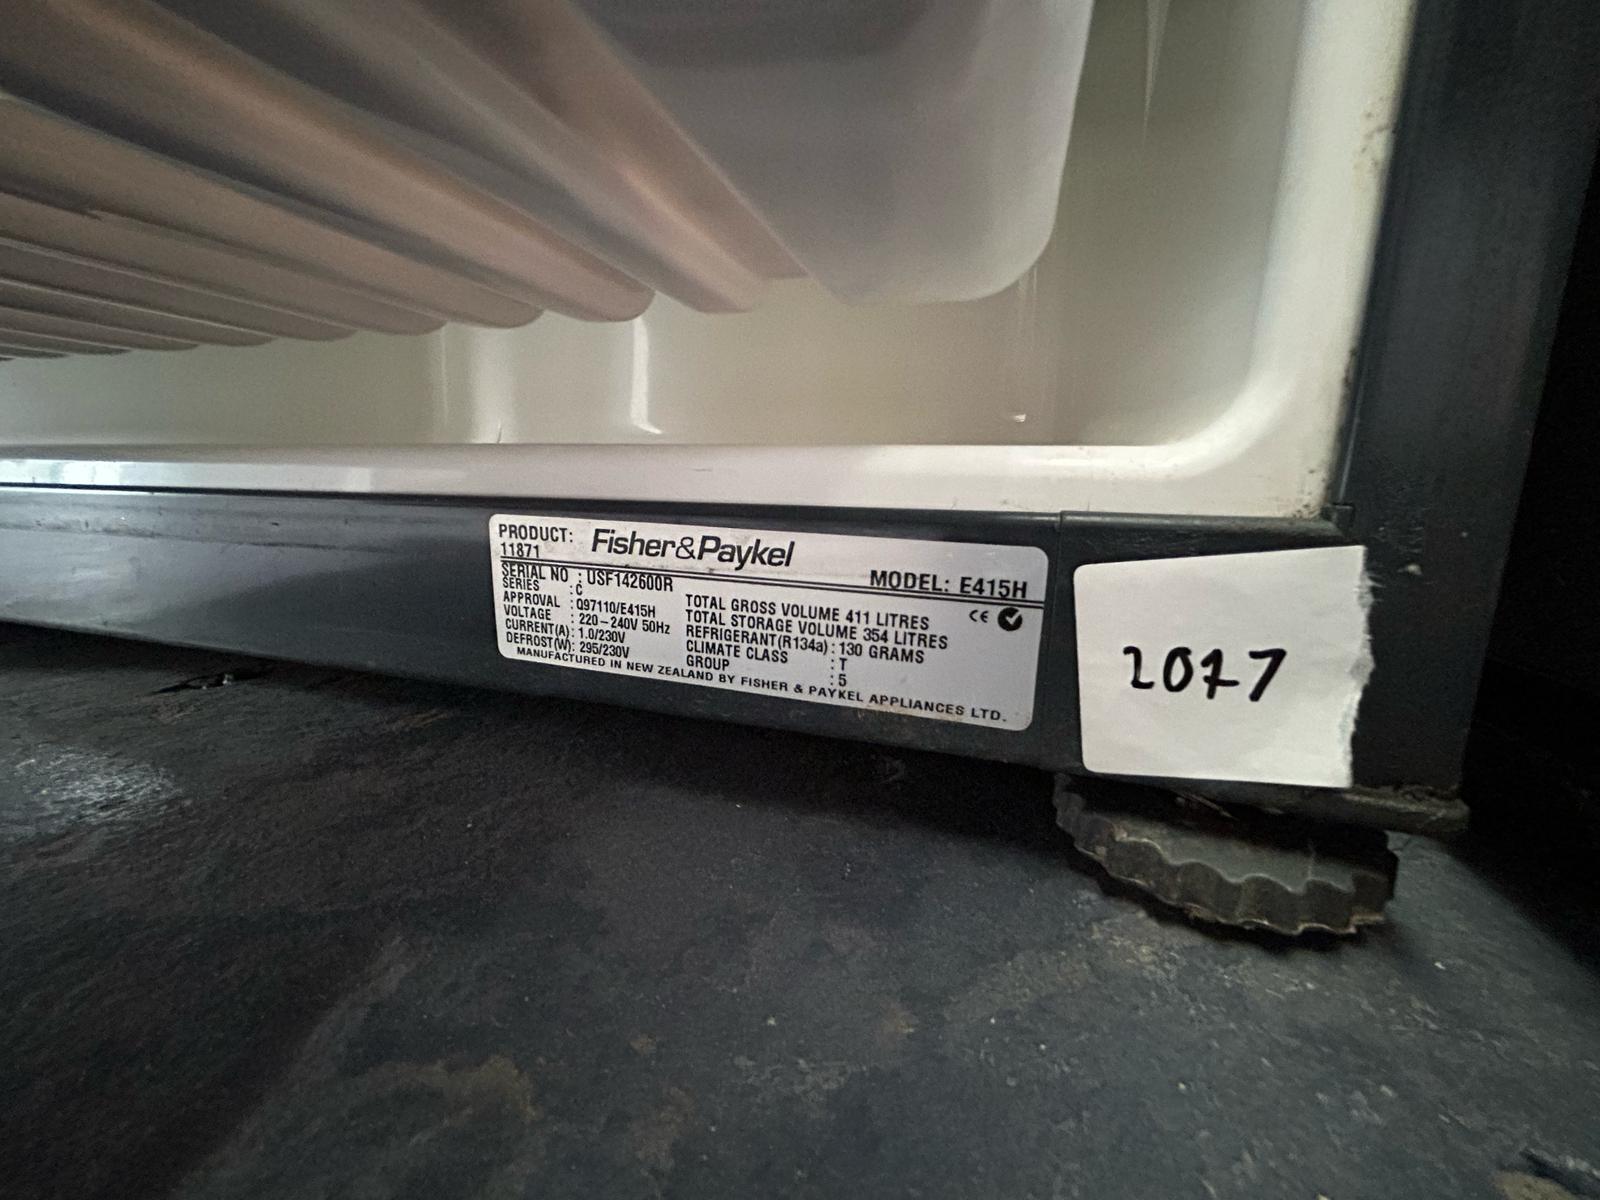 PRODUCT:
11871
Fisher&Paykel
MODEL: E415H
SERIAL NO : USF142600R
SERIES : C
APPROVAL : Q97110/E415H
VOLTAGE : 220-240V 50Hz
CURRENT(A): 1.0/230V
DEFROST(W): 295/230V
TOTAL GROSS VOLUME 411 LITRES
TOTAL STORAGE VOLUME 354 LITRES
REFRIGERANT(R134a) : 130 GRAMS
CLIMATE CLASS : T
GROUP : 5
CE
MANUFACTURED IN NEW ZEALAND BY FISHER & PAYKEL APPLIANCES LTD.
2017